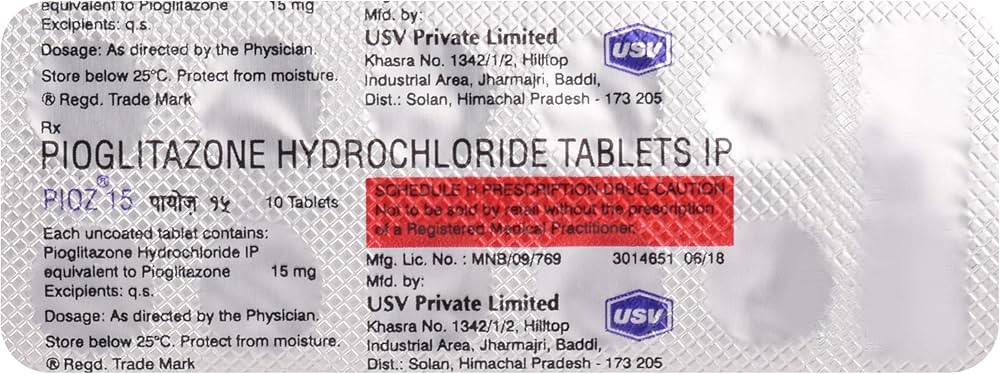 equivalent to Pioglitazone 15 mg
Excipients: q.s.
Dosage: As directed by the Physician.
Store below 25°C. Protect from moisture.
® Regd. Trade Mark
Mfd. by:
USV Private Limited
Khasra No. 1342/1/2, Hilltop
Industrial Area, Jharmajri, Baddi,
Dist.: Solan, Himachal Pradesh - 173 205
USV
Rx
PIOGLITAZONE HYDROCHLORIDE TABLETS IP
PIOZ® 15 पायोज़ १५ 10 Tablets
Each uncoated tablet contains:
Pioglitazone Hydrochloride IP
equivalent to Pioglitazone 15 mg
Excipients: q.s.
Dosage: As directed by the Physician.
Store below 25°C. Protect from moisture.
® Regd. Trade Mark
SCHEDULE H PRESCRIPTION DRUG-CAUTION
Not to be sold by retail without the prescription
of a Registered Medical Practitioner.
Mfg. Lic. No. : MNB/09/769 3014651 06/18
Mfd. by:
USV Private Limited
Khasra No. 1342/1/2, Hilltop
Industrial Area, Jharmajri, Baddi,
Dist.: Solan, Himachal Pradesh - 173 205
USV